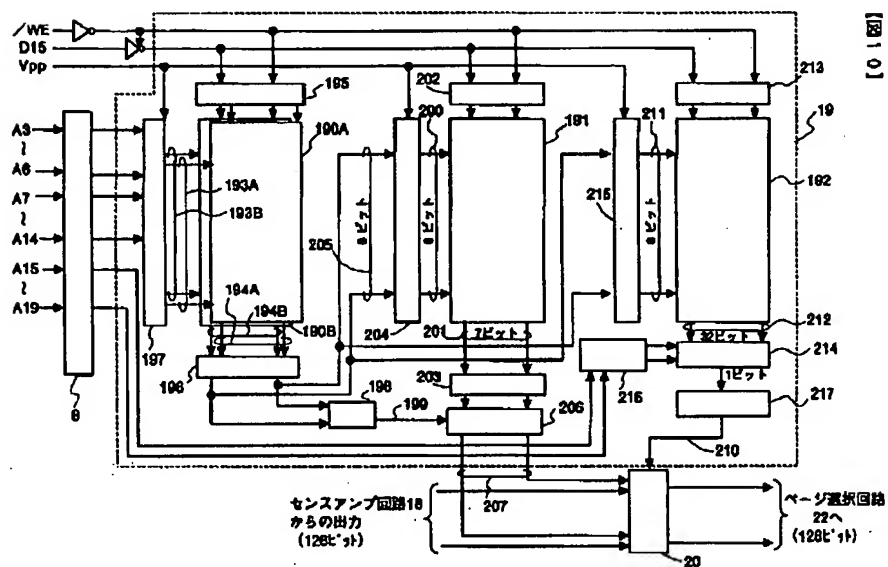 【図10】
/WE
D15
Vpp
A3
～
A6
A7
～
A14
A15
～
A19
8
197
195
190A
193A
193B
194A
194B
190B
196
198
199
8ビット
205
204
202
200
8ビット
191
201
7ビット
203
206
207
213
19
211
215
8ビット
192
212
32ビット
214
216
1ビット
217
210
センスアンプ回路18
からの出力
(128ビット)
20
ページ選択回路
22へ
(128ビット)